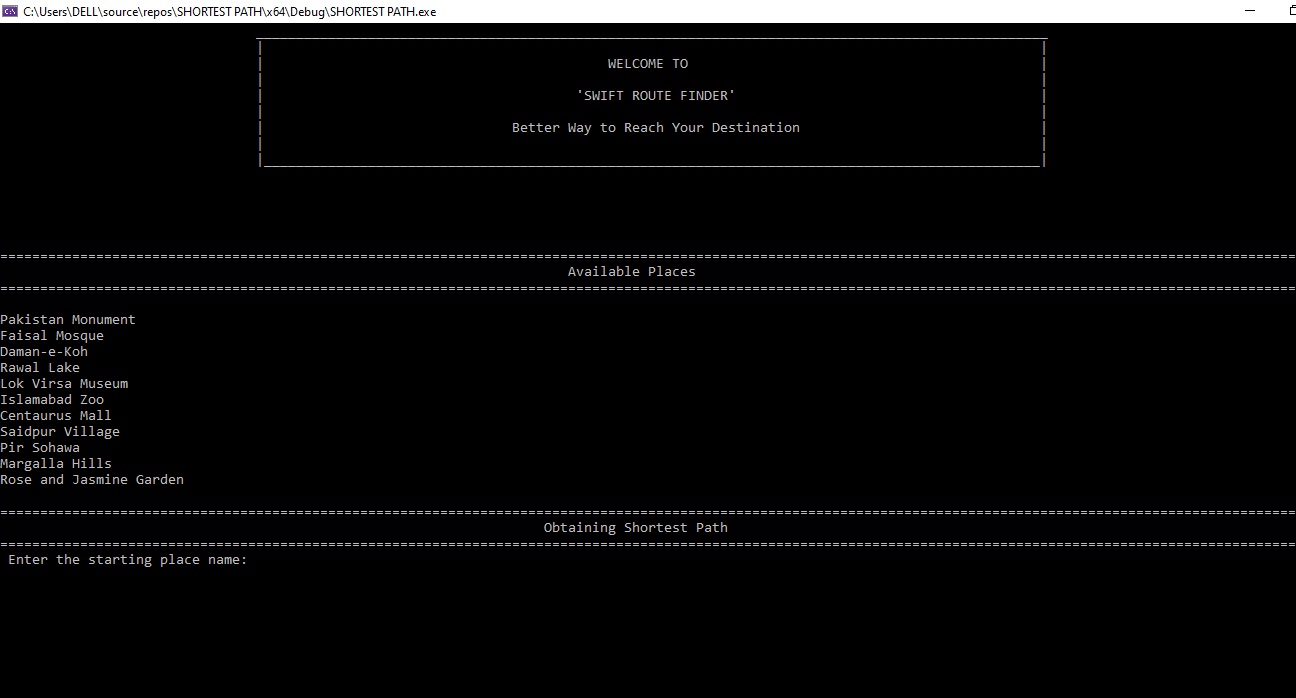 C:\Users\DELL\source\repos\SHORTEST PATH\x64\Debug\SHORTEST PATH.exe
WELCOME TO
'SWIFT ROUTE FINDER'
Better Way to Reach Your Destination
Available Places
Pakistan Monument
Faisal Mosque
Daman-e-Koh
Rawal Lake
Lok Virsa Museum
Islamabad Zoo
Centaurus Mall
Saidpur Village
Pir Sohawa
Margalla Hills
Rose and Jasmine Garden
Obtaining Shortest Path
Enter the starting place name: